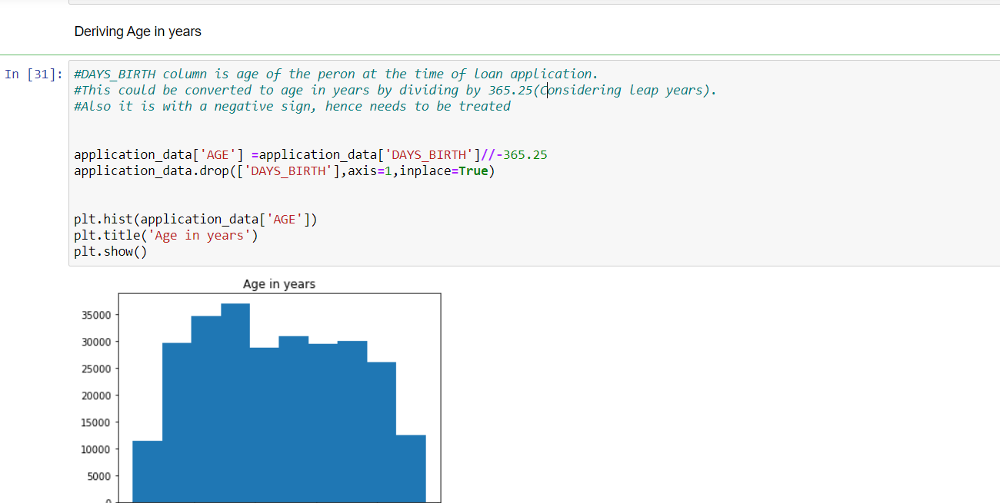 Deriving Age in years
In [31]: #DAYS_BIRTH column is age of the peron at the time of loan application.
#This could be converted to age in years by dividing by 365.25(Considering leap years).
#Also it is with a negative sign, hence needs to be treated
application_data['AGE'] =application_data['DAYS_BIRTH']//-365.25
application_data.drop(['DAYS_BIRTH'],axis=1,inplace=True)
plt.hist(application_data['AGE'])
plt.title('Age in years')
plt.show()
Age in years
35000
30000
25000
20000
15000
10000
5000
0